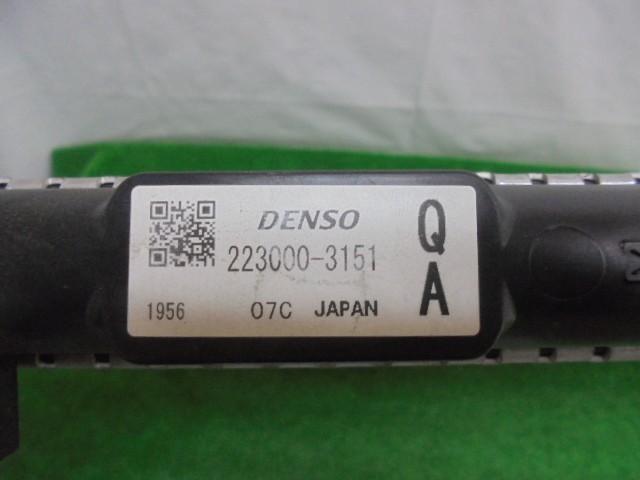 DENSO
223000-3151
1956 07C JAPAN
Q
A